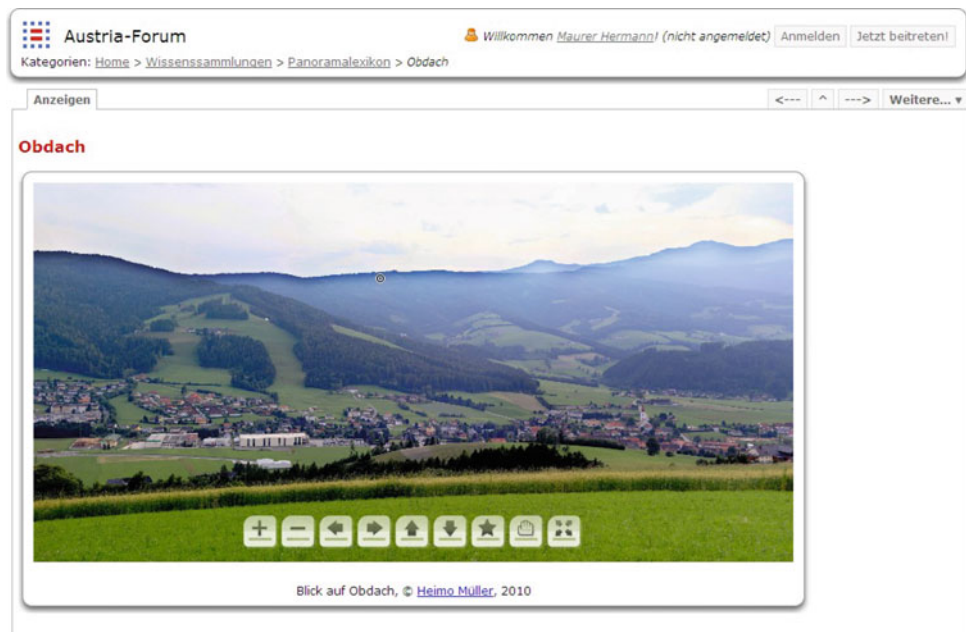 Austria-Forum
Willkommen Maurer Hermann! (nicht angemeldet) Anmelden Jetzt beitreten!
Kategorien: Home > Wissenssammlungen > Panoramalexikon > Obdach
Anzeigen <--- ^ ---> Weitere... ▾
Obdach
Blick auf Obdach, © Heimo Müller, 2010